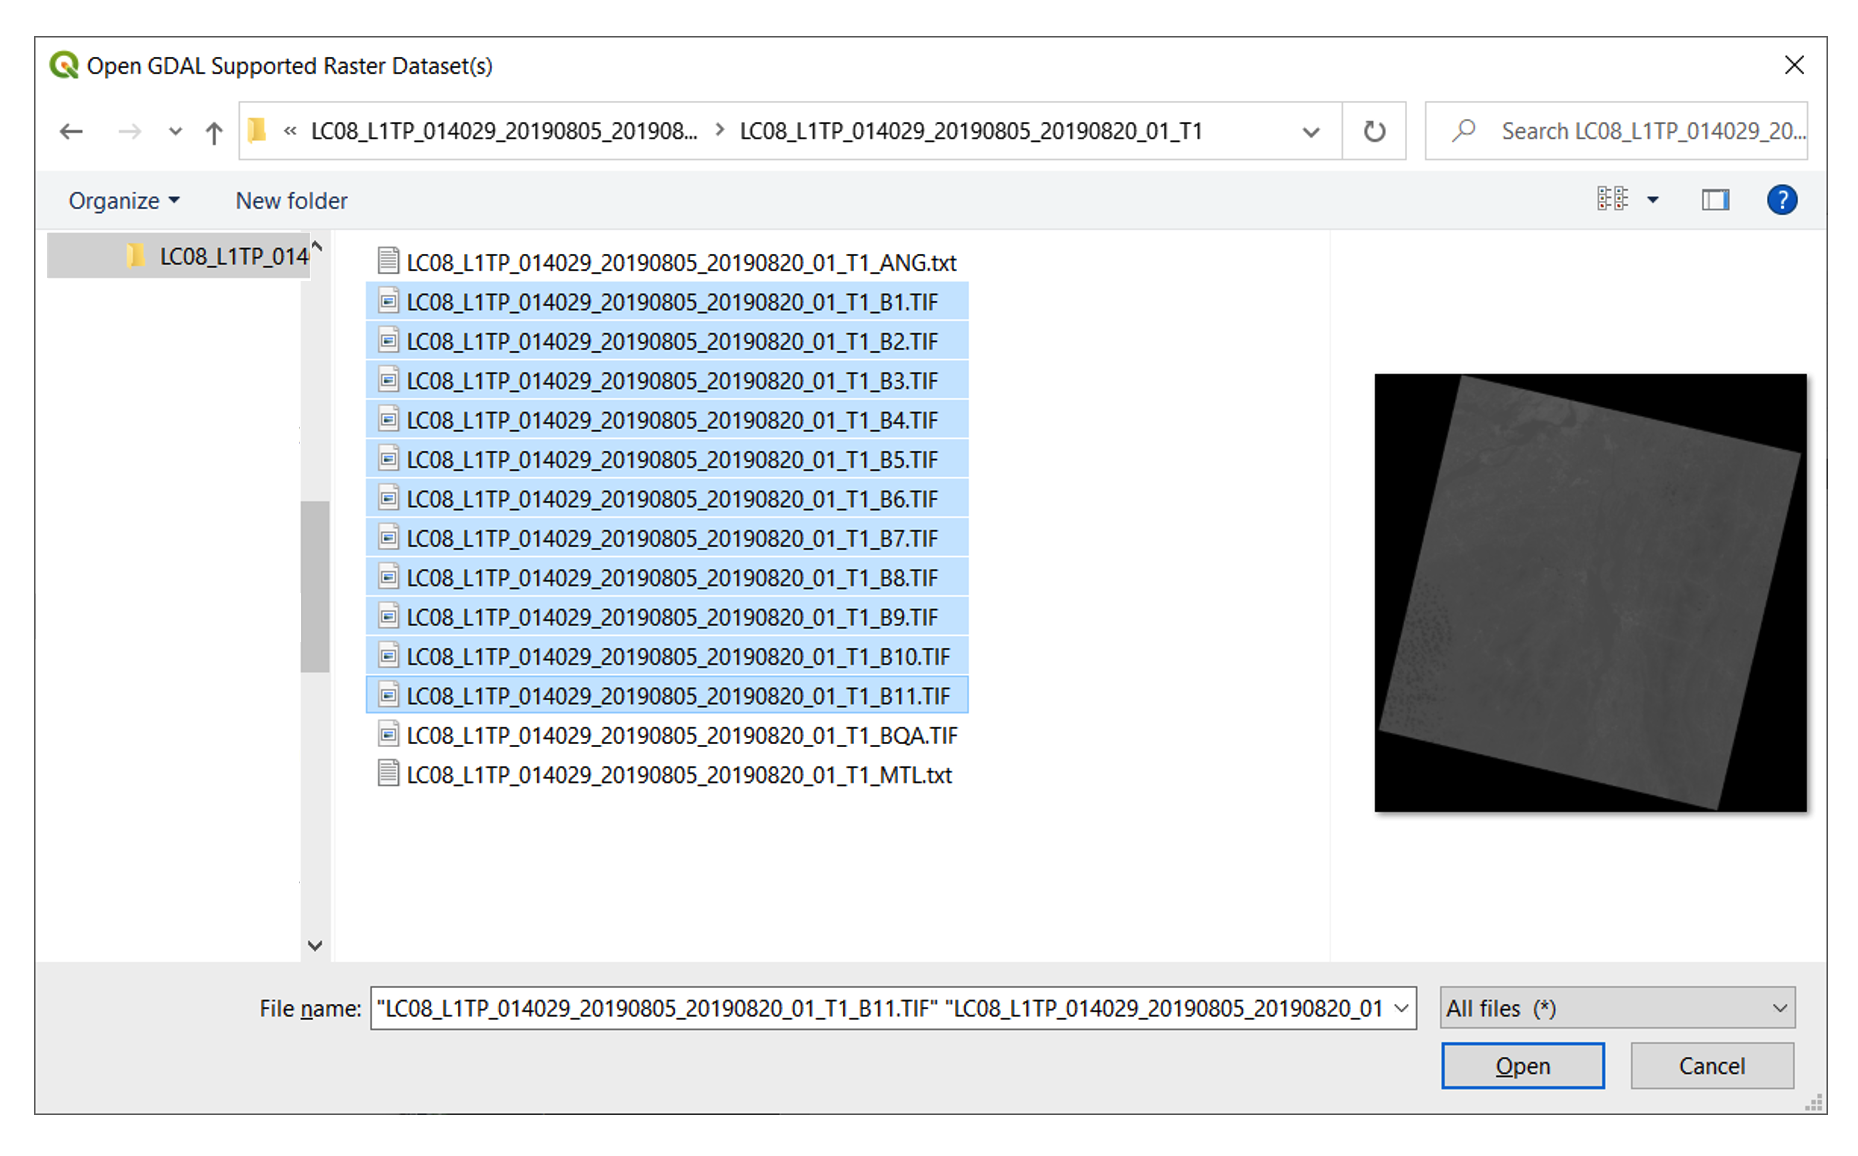 Open GDAL Supported Raster Dataset(s)
« LC08_L1TP_014029_20190805_201908... > LC08_L1TP_014029_20190805_20190820_01_T1
Search LC08_L1TP_014029_20...
Organize
New folder
?
LC08_L1TP_014
LC08_L1TP_014029_20190805_20190820_01_T1_ANG.txt
LC08_L1TP_014029_20190805_20190820_01_T1_B1.TIF
LC08_L1TP_014029_20190805_20190820_01_T1_B2.TIF
LC08_L1TP_014029_20190805_20190820_01_T1_B3.TIF
LC08_L1TP_014029_20190805_20190820_01_T1_B4.TIF
LC08_L1TP_014029_20190805_20190820_01_T1_B5.TIF
LC08_L1TP_014029_20190805_20190820_01_T1_B6.TIF
LC08_L1TP_014029_20190805_20190820_01_T1_B7.TIF
LC08_L1TP_014029_20190805_20190820_01_T1_B8.TIF
LC08_L1TP_014029_20190805_20190820_01_T1_B9.TIF
LC08_L1TP_014029_20190805_20190820_01_T1_B10.TIF
LC08_L1TP_014029_20190805_20190820_01_T1_B11.TIF
LC08_L1TP_014029_20190805_20190820_01_T1_BQA.TIF
LC08_L1TP_014029_20190805_20190820_01_T1_MTL.txt
File name: "LC08_L1TP_014029_20190805_20190820_01_T1_B11.TIF" "LC08_L1TP_014029_20190805_20190820_01
All files (*)
Open
Cancel